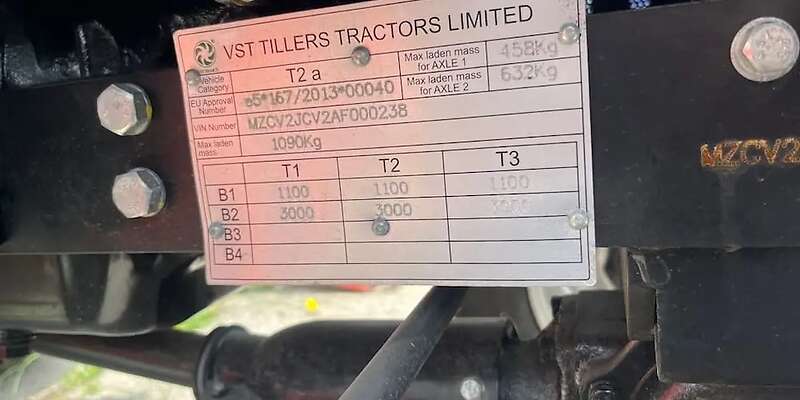 VST TILLERS TRACTORS LIMITED
Vehicle Category T2 a Max laden mass for AXLE 1 458Kg
EU Approval Number e5*167/2013*00040 Max laden mass for AXLE 2 632Kg
VIN Number MZCV2JCV2AF000238
Max laden mass. 1090Kg
T1 T2 T3
B1 1100 1100 1100
B2 3000 3000 3000
B3
B4
MZCV2